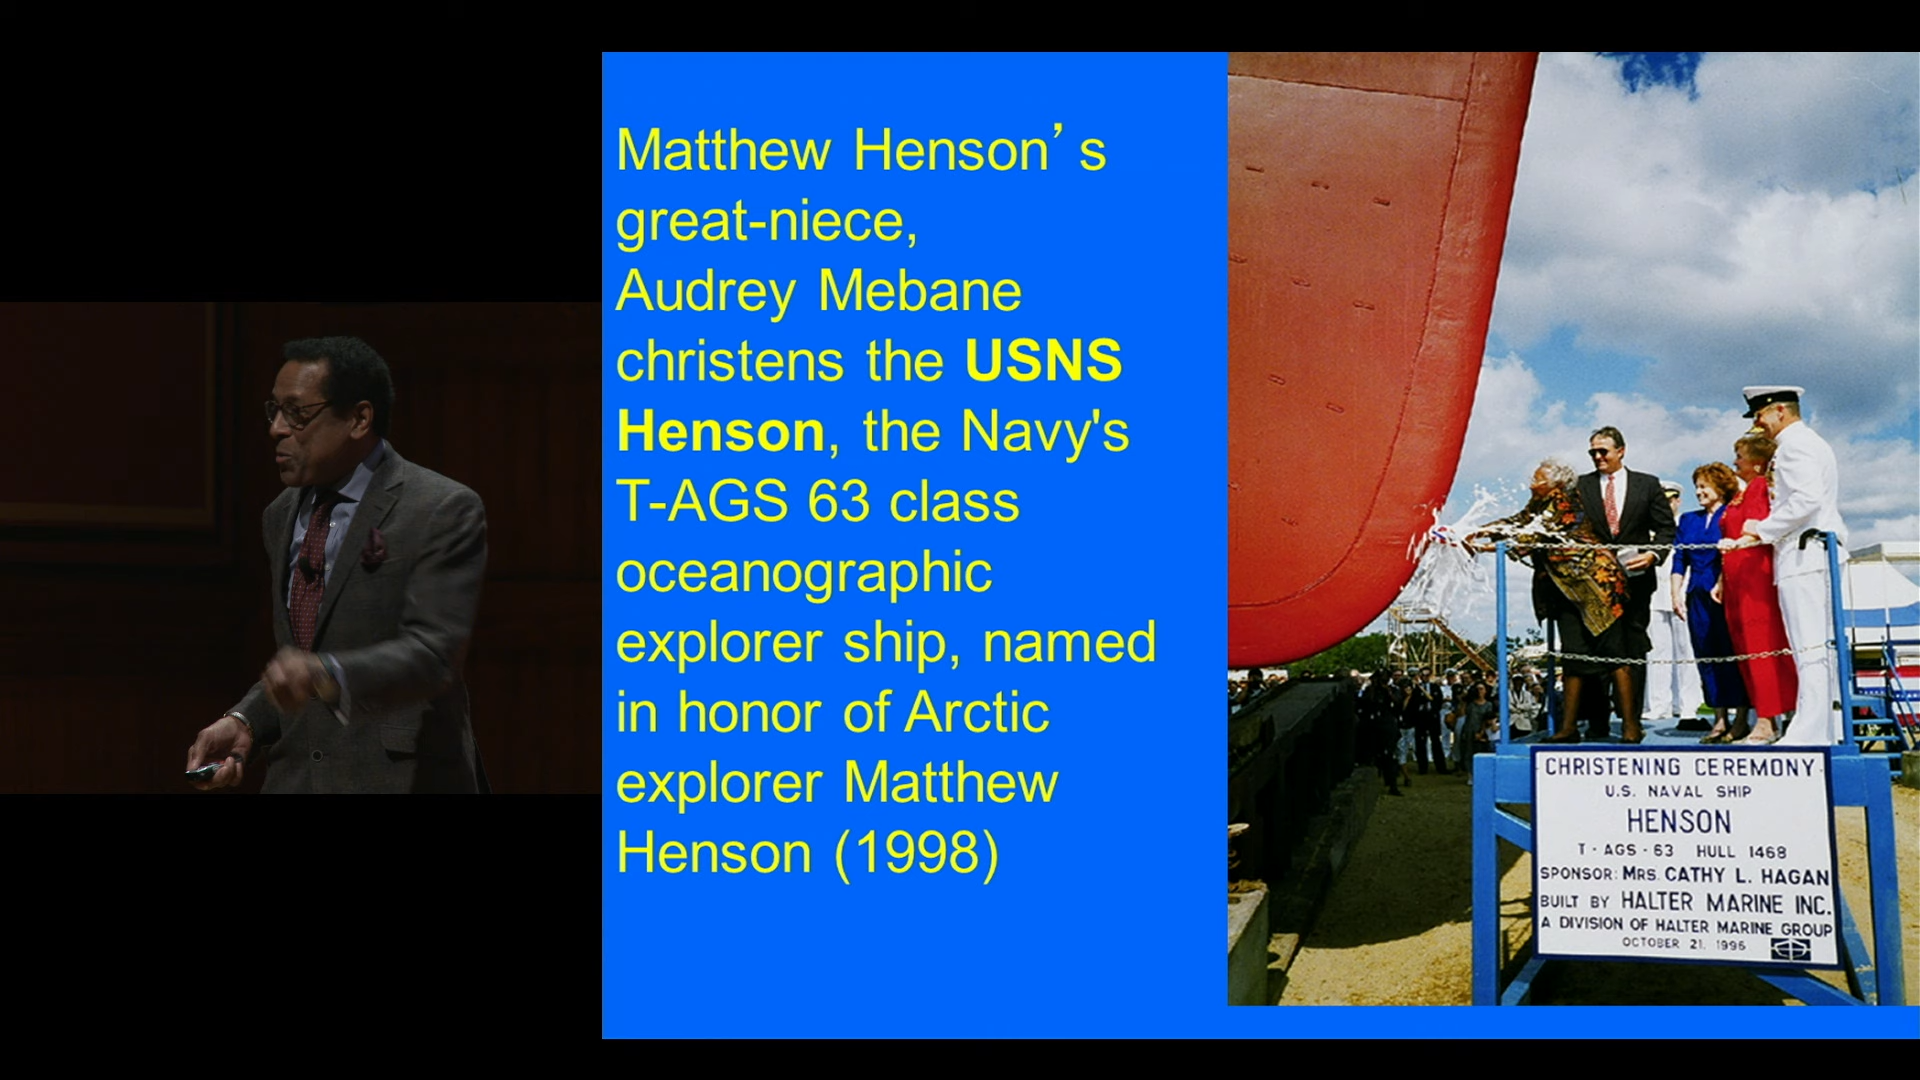 Matthew Henson’s
great-niece,
Audrey Mebane
christens the USNS
Henson, the Navy's
T-AGS 63 class
oceanographic
explorer ship, named
in honor of Arctic
explorer Matthew
Henson (1998)
CHRISTENING CEREMONY
U.S. NAVAL SHIP
HENSON
T-AGS-63 HULL 1468
SPONSOR: MRS. CATHY L. HAGAN
BUILT BY HALTER MARINE INC.
A DIVISION OF HALTER MARINE GROUP
OCTOBER 21, 1996